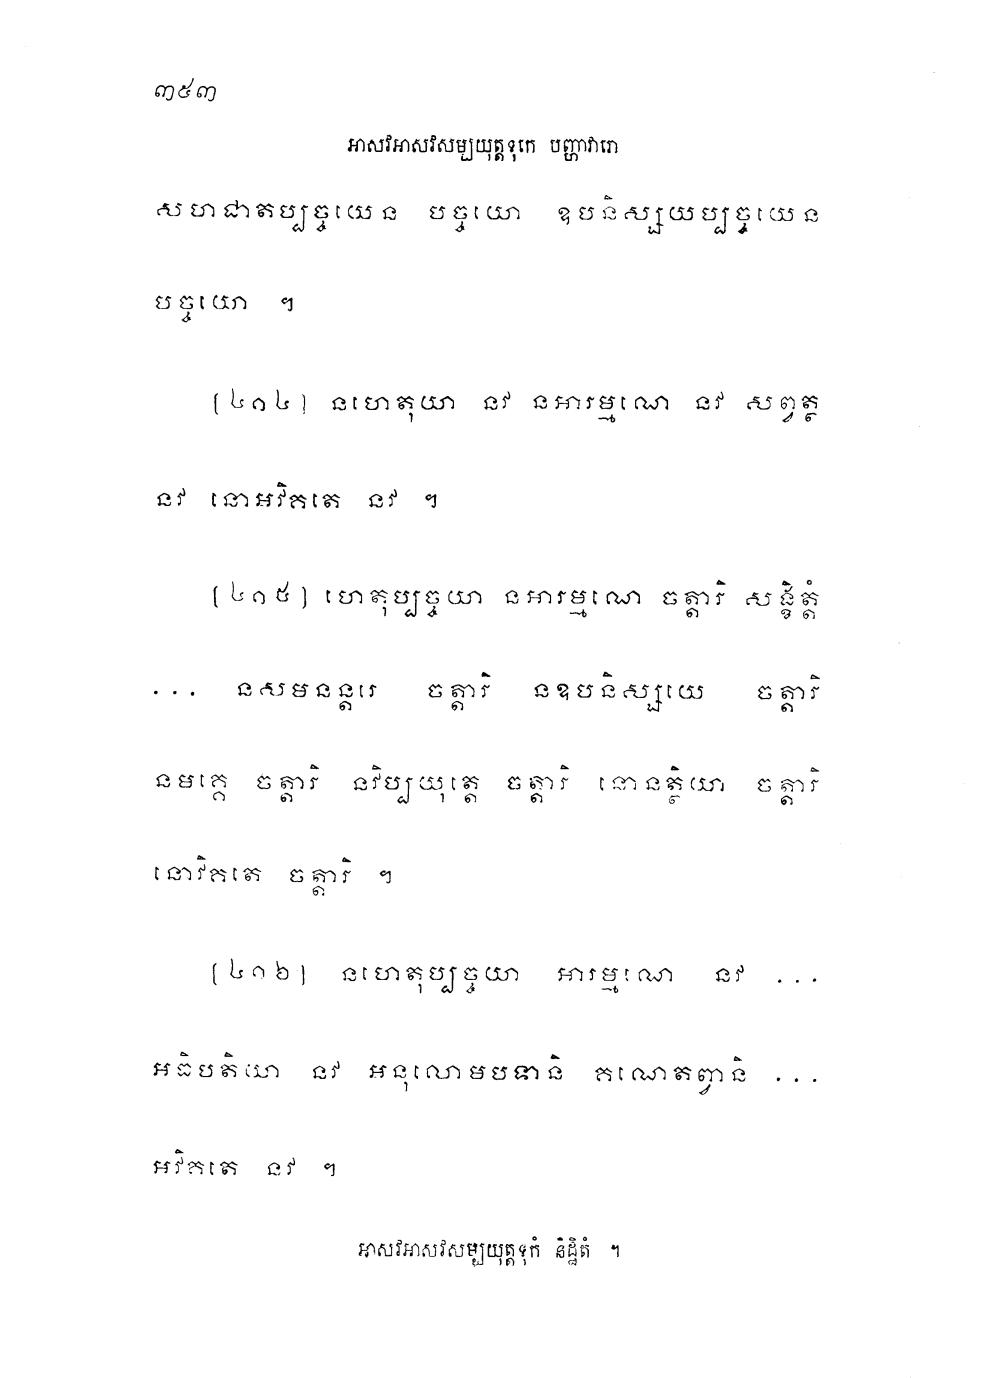 ៣៥៣
អាសវអាសវសម្បយុត្តទុកេ បញ្ហាវារោ
សហជាតប្បច្ចយេន បច្ចយោ ឧបនិស្សយប្បច្ចយេន
បច្ចយោ ។
(៤១៤) នហេតុយា នវ នអារម្មណេ នវ សព្វត្ថ
នវ នោអវិគតេ នវ ។
(៤១៥) ហេតុប្បច្ចយា នអារម្មណេ ចត្តារិ សង្ខិត្តំ
... នសមនន្តរេ ចត្តារិ នឧបនិស្សយេ ចត្តារិ
នមគ្គេ ចត្តារិ នវិប្បយុត្តេ ចត្តារិ នោនត្ថិយា ចត្តារិ
នោវិគតេ ចត្តារិ ។
(៤១៦) នហេតុប្បច្ចយា អារម្មណេ នវ ...
អធិបតិយា នវ អនុលោមបទានិ គណេតព្វានិ ...
អវិគតេ នវ ។
អាសវអាសវសម្បយុត្តទុកំ និដ្ឋិតំ ។